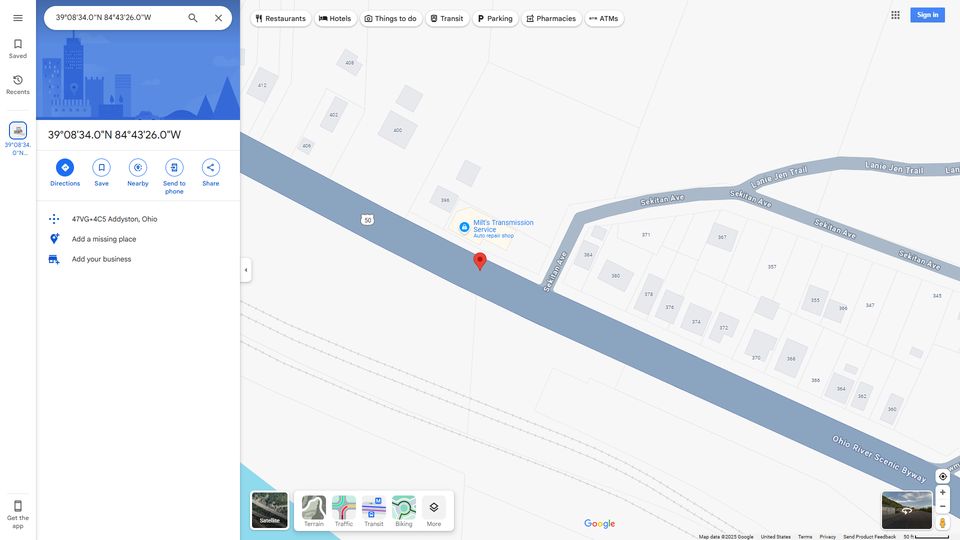 39°08'34.0"N 84°43'26.0"W
Restaurants
Hotels
Things to do
Transit
Parking
Pharmacies
ATMs
Sign in
Saved
Recents
39°08'34.
0"N...
39°08'34.0"N 84°43'26.0"W
Directions
Save
Nearby
Send to
phone
Share
47VG+4C5 Addyston, Ohio
Add a missing place
Add your business
Get the
app
408
412
402
400
406
398
50
Milt's Transmission
Service
Auto repair shop
Lanie Jen Trail
Lanie Jen Trail
Lan
Sekitan Ave
Sekitan Ave
Sekitan Ave
Sekitan Ave
Sekitan Ave
371
367
384
380
357
378
376
374
372
355
366
347
345
370
368
366
364
362
360
Ohio River Scenic Byway
Satellite
Terrain
Traffic
Transit
Biking
More
Google
Map data ©2025 Google
United States
Terms
Privacy
Send Product Feedback
50 ft